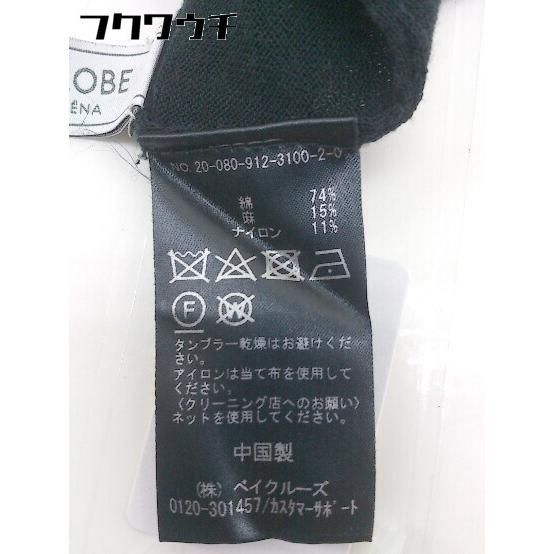 フクワウチ
OBE
ÉNA
NO. 20-080-912-3100-2-0
綿 74%
麻 15%
ナイロン 11%
F W
タンブラー乾燥はお避けくだ
さい。
アイロンは当て布を使用して
ください。
〈クリーニング店へのお願い〉
ネットを使用してください。
中国製
(株) ベイクルーズ
0120-301457/カスタマーサポート